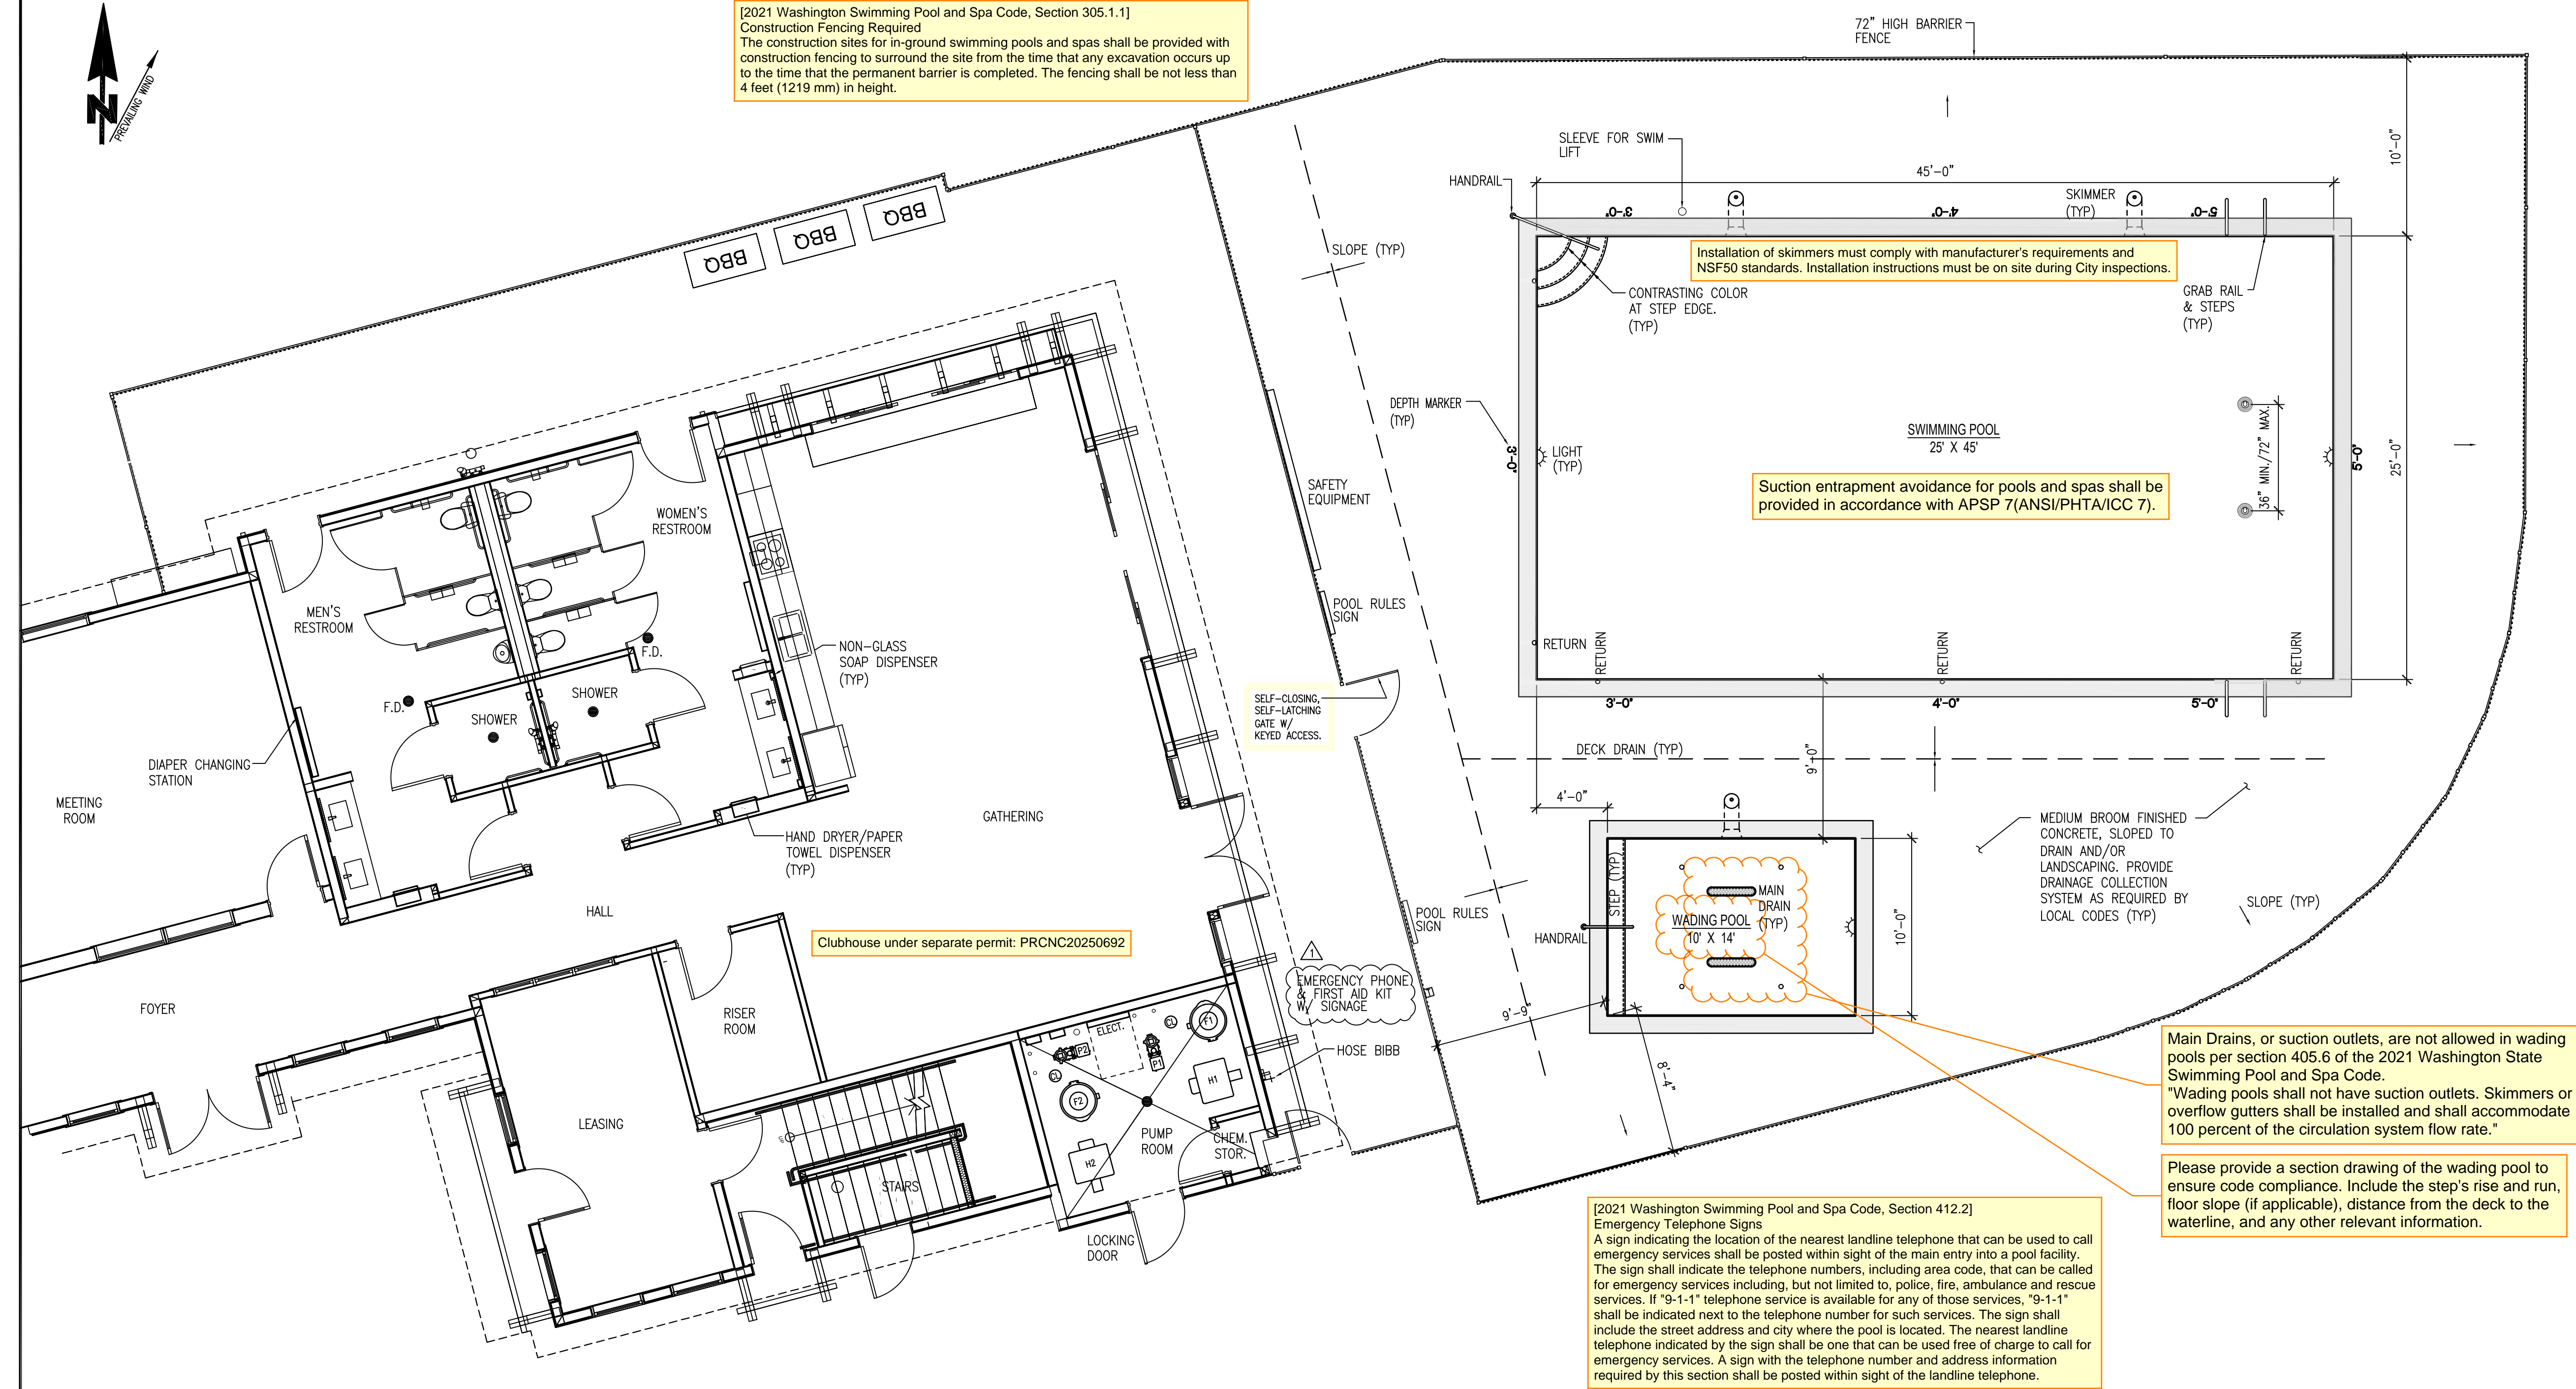 [2021 Washington Swimming Pool and Spa Code, Section 305.1.1]
Construction Fencing Required
The construction sites for in-ground swimming pools and spas shall be provided with
construction fencing to surround the site from the time that any excavation occurs up
to the time that the permanent barrier is completed. The fencing shall be not less than
4 feet (1219 mm) in height.
N
PREVAILING WIND
72" HIGH BARRIER
FENCE
SLEEVE FOR SWIM
LIFT
HANDRAIL
45'-0"
SKIMMER
(TYP)
10'-0"
3'-0"
4'-0"
5'-0"
BBQ
BBQ
BBQ
SLOPE (TYP)
Installation of skimmers must comply with manufacturer's requirements and
NSF50 standards. Installation instructions must be on site during City inspections.
CONTRASTING COLOR
AT STEP EDGE.
(TYP)
GRAB RAIL
& STEPS
(TYP)
DEPTH MARKER
(TYP)
3'-0"
LIGHT
(TYP)
SWIMMING POOL
25' X 45'
36" MIN./72" MAX.
5'-0"
25'-0"
Suction entrapment avoidance for pools and spas shall be
provided in accordance with APSP 7(ANSI/PHTA/ICC 7).
SAFETY
EQUIPMENT
POOL RULES
SIGN
RETURN
RETURN
RETURN
RETURN
3'-0"
4'-0"
5'-0"
WOMEN'S
RESTROOM
MEN'S
RESTROOM
F.D.
F.D.
SHOWER
SHOWER
NON-GLASS
SOAP DISPENSER
(TYP)
SELF-CLOSING,
SELF-LATCHING
GATE W/
KEYED ACCESS.
DIAPER CHANGING
STATION
MEETING
ROOM
HAND DRYER/PAPER
TOWEL DISPENSER
(TYP)
GATHERING
DECK DRAIN (TYP)
9'-0"
4'-0"
MEDIUM BROOM FINISHED
CONCRETE, SLOPED TO
DRAIN AND/OR
LANDSCAPING. PROVIDE
DRAINAGE COLLECTION
SYSTEM AS REQUIRED BY
LOCAL CODES (TYP)
SLOPE (TYP)
STEP (TYP)
MAIN
DRAIN
(TYP)
WADING POOL
10' X 14'
10'-0"
HANDRAIL
POOL RULES
SIGN
HALL
Clubhouse under separate permit: PRCNC20250692
1
EMERGENCY PHONE
& FIRST AID KIT
W/ SIGNAGE
9'-9"
8'-4"
HOSE BIBB
FOYER
RISER
ROOM
ELECT.
CL
F1
P2
P1
CL
F2
H1
H2
PUMP
ROOM
CHEM.
STOR.
LEASING
UP
STAIRS
LOCKING
DOOR
Main Drains, or suction outlets, are not allowed in wading
pools per section 405.6 of the 2021 Washington State
Swimming Pool and Spa Code.
"Wading pools shall not have suction outlets. Skimmers or
overflow gutters shall be installed and shall accommodate
100 percent of the circulation system flow rate."
Please provide a section drawing of the wading pool to
ensure code compliance. Include the step's rise and run,
floor slope (if applicable), distance from the deck to the
waterline, and any other relevant information.
[2021 Washington Swimming Pool and Spa Code, Section 412.2]
Emergency Telephone Signs
A sign indicating the location of the nearest landline telephone that can be used to call
emergency services shall be posted within sight of the main entry into a pool facility.
The sign shall indicate the telephone numbers, including area code, that can be called
for emergency services including, but not limited to, police, fire, ambulance and rescue
services. If "9-1-1" telephone service is available for any of those services, "9-1-1"
shall be indicated next to the telephone number for such services. The sign shall
include the street address and city where the pool is located. The nearest landline
telephone indicated by the sign shall be one that can be used free of charge to call for
emergency services. A sign with the telephone number and address information
required by this section shall be posted within sight of the landline telephone.